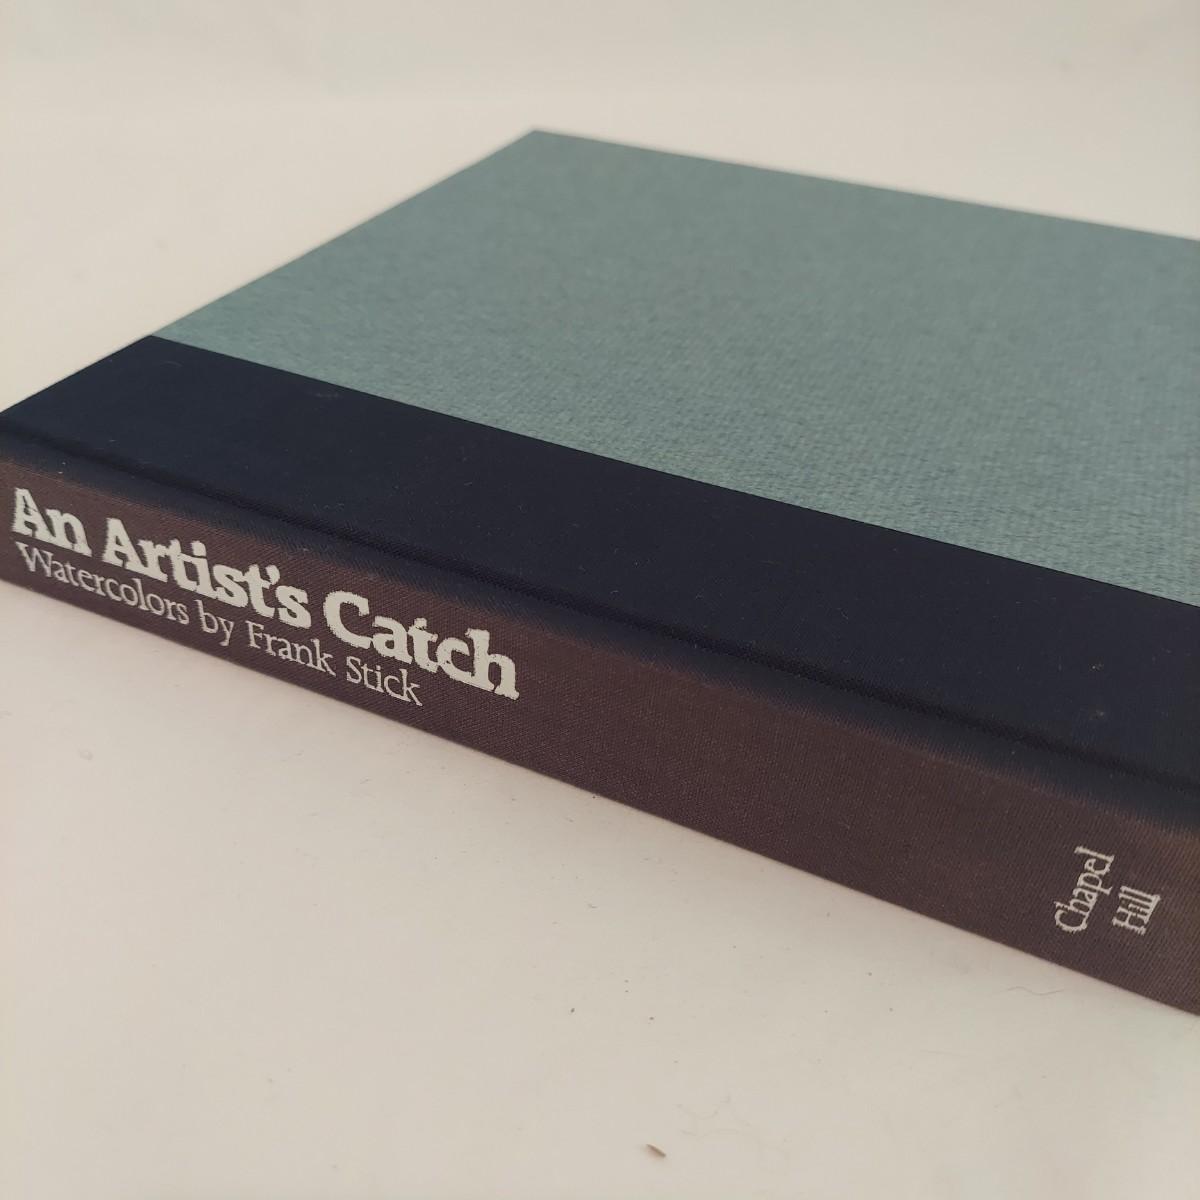 An Artist's Catch
Watercolors by Frank Stick
Chapel
Hill